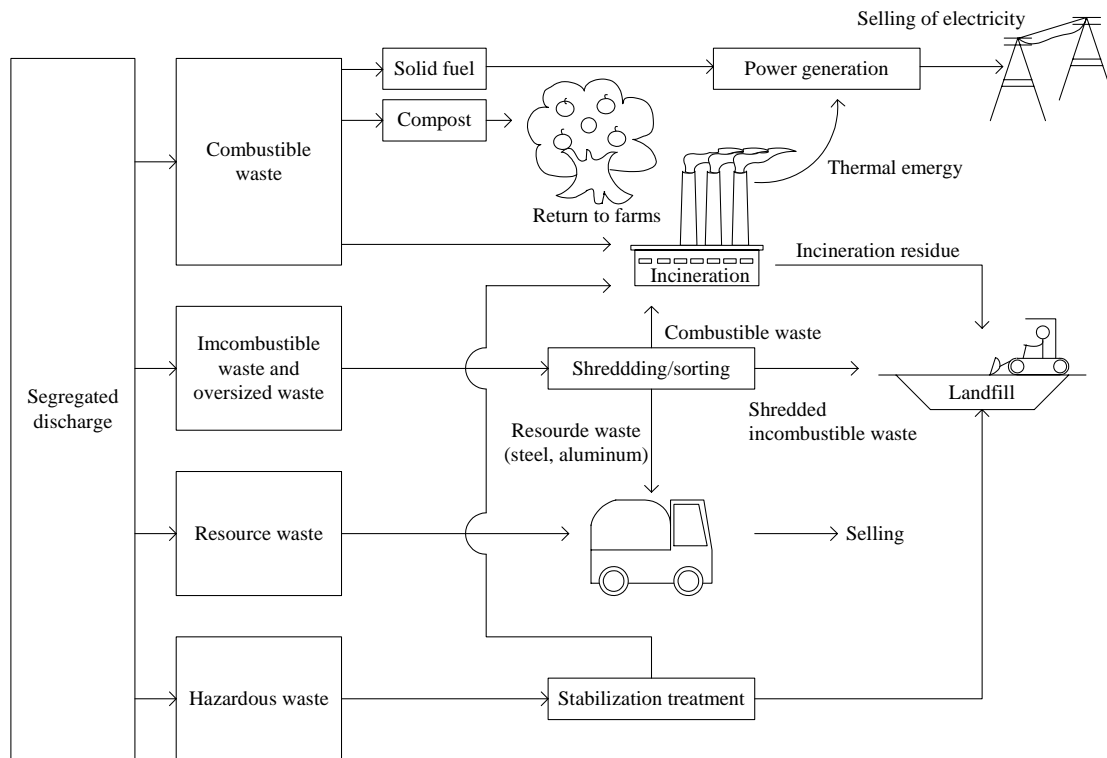 Selling of electricity
Solid fuel
Power generation
Compost
Combustible
waste
Thermal emergy
Return to farms
Incineration residue
Incineration
Combustible waste
Imcombustible
waste and
oversized waste
Shreddding/sorting
Landfill
Segregated
discharge
Shredded
incombustible waste
Resourde waste
(steel, aluminum)
Resource waste
Selling
Hazardous waste
Stabilization treatment